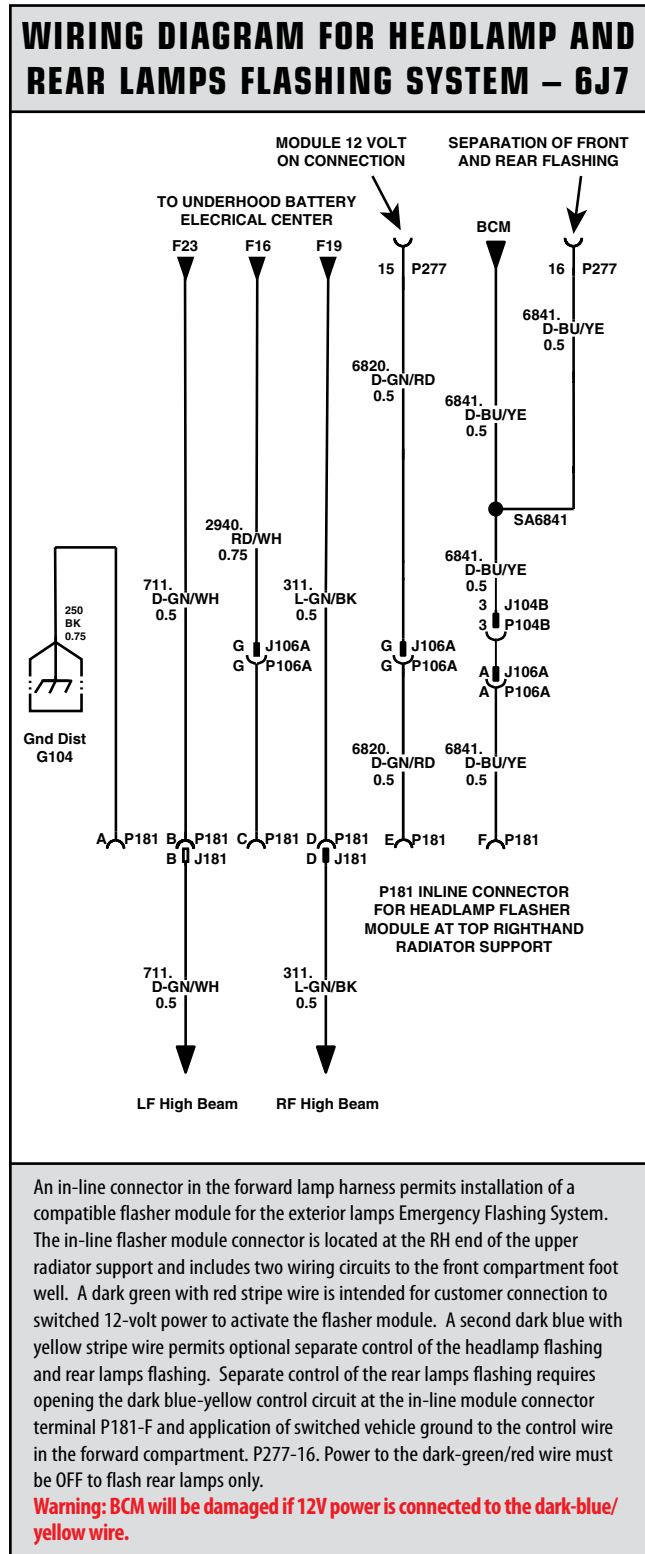 WIRING DIAGRAM FOR HEADLAMP AND
REAR LAMPS FLASHING SYSTEM – 6J7
MODULE 12 VOLT
ON CONNECTION
SEPARATION OF FRONT
AND REAR FLASHING
TO UNDERHOOD BATTERY
ELECRICAL CENTER
F23
F16
F19
BCM
15 P277
16 P277
6841.
D-BU/YE
0.5
6820.
D-GN/RD
0.5
6841.
D-BU/YE
0.5
SA6841
2940.
RD/WH
0.75
6841.
D-BU/YE
0.5
711.
D-GN/WH
0.5
311.
L-GN/BK
0.5
250
BK
0.75
3 J104B
3 P104B
G J106A
G P106A
G J106A
G P106A
A J106A
A P106A
Gnd Dist
G104
6820.
D-GN/RD
0.5
6841.
D-BU/YE
0.5
A P181 B P181 C P181 D P181 E P181 F P181
B J181 D J181
P181 INLINE CONNECTOR
FOR HEADLAMP FLASHER
MODULE AT TOP RIGHTHAND
RADIATOR SUPPORT
711.
D-GN/WH
0.5
311.
L-GN/BK
0.5
LF High Beam
RF High Beam
An in-line connector in the forward lamp harness permits installation of a
compatible flasher module for the exterior lamps Emergency Flashing System.
The in-line flasher module connector is located at the RH end of the upper
radiator support and includes two wiring circuits to the front compartment foot
well. A dark green with red stripe wire is intended for customer connection to
switched 12-volt power to activate the flasher module. A second dark blue with
yellow stripe wire permits optional separate control of the headlamp flashing
and rear lamps flashing. Separate control of the rear lamps flashing requires
opening the dark blue-yellow control circuit at the in-line module connector
terminal P181-F and application of switched vehicle ground to the control wire
in the forward compartment. P277-16. Power to the dark-green/red wire must
be OFF to flash rear lamps only.
Warning: BCM will be damaged if 12V power is connected to the dark-blue/
yellow wire.